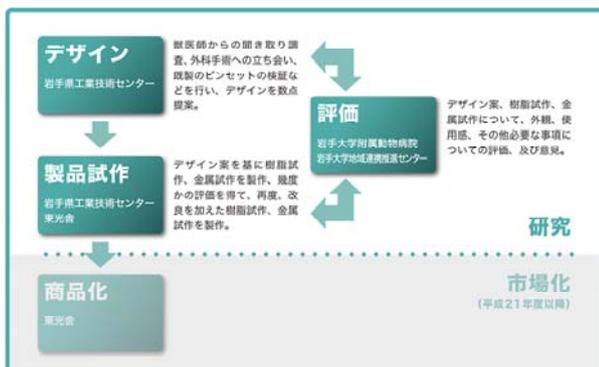 デザイン
岩手県工業技術センター
獣医師からの聞き取り調
査、外科手術への立ち会い、
既製のピンセットの検証な
どを行い、デザインを数点
提案。
評価
岩手大学附属動物病院
岩手大学地域連携推進センター
デザイン案、樹脂試作、金
属試作について、外観、使
用感、その他必要な事項に
ついての評価、及び意見。
製品試作
岩手県工業技術センター
東光舎
デザイン案を基に樹脂試
作、金属試作を製作、幾度
かの評価を得て、再度、改
良を加えた樹脂試作、金属
試作を製作。
研究
商品化
東光舎
市場化
(平成21年度以降)